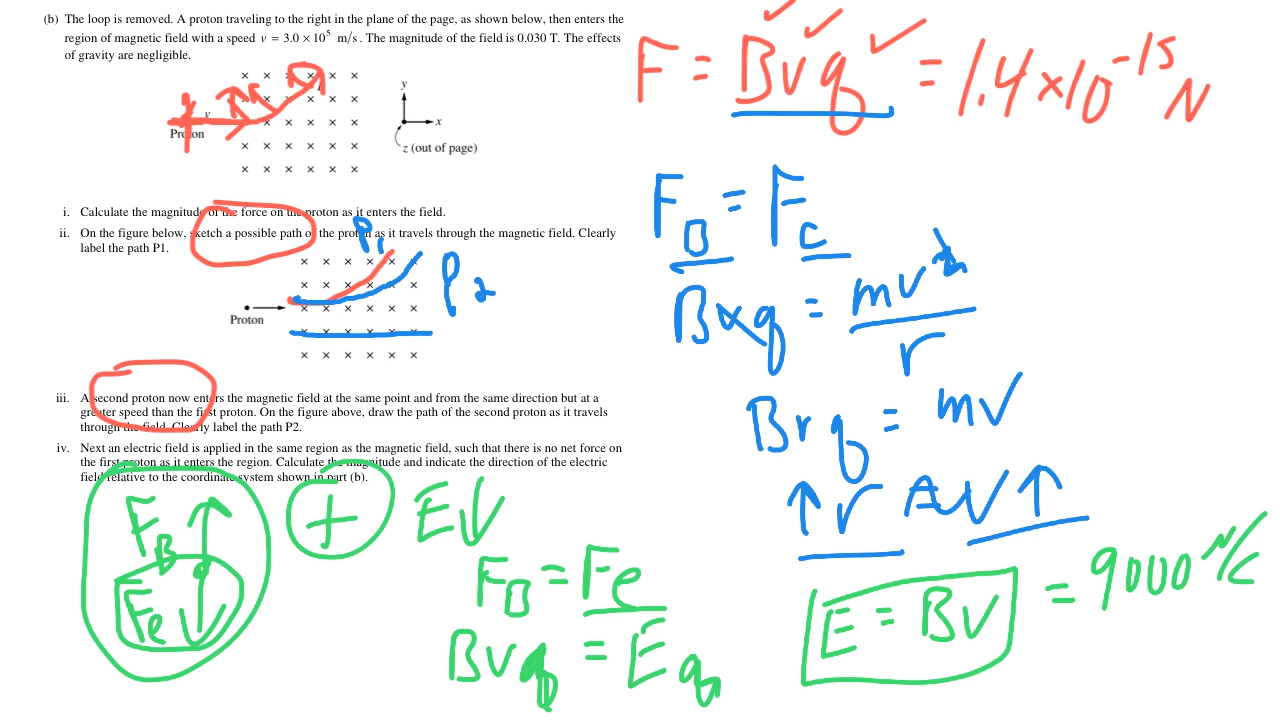 (b) The loop is removed. A proton traveling to the right in the plane of the page, as shown below, then enters the
region of magnetic field with a speed v = 3.0 × 10⁵ m/s. The magnitude of the field is 0.030 T. The effects
of gravity are negligible.
v
Proton
y
x
z (out of page)
i. Calculate the magnitude of the force on the proton as it enters the field.
ii. On the figure below, sketch a possible path of the proton as it travels through the magnetic field. Clearly
label the path P1.
P1
P2
Proton
iii. A second proton now enters the magnetic field at the same point and from the same direction but at a
greater speed than the first proton. On the figure above, draw the path of the second proton as it travels
through the field. Clearly label the path P2.
iv. Next an electric field is applied in the same region as the magnetic field, such that there is no net force on
the first proton as it enters the region. Calculate the magnitude and indicate the direction of the electric
field relative to the coordinate system shown in part (b).
F_B ↑
Fe ↓
+
E↓
F_B = Fe
Bvq = Eq
F = Bvq = 1.4×10⁻¹⁵ N
F_B = F_c
Bvq = mv²/r
Brq = mv
↑ r v ↑
E = Bv = 9000 N/C